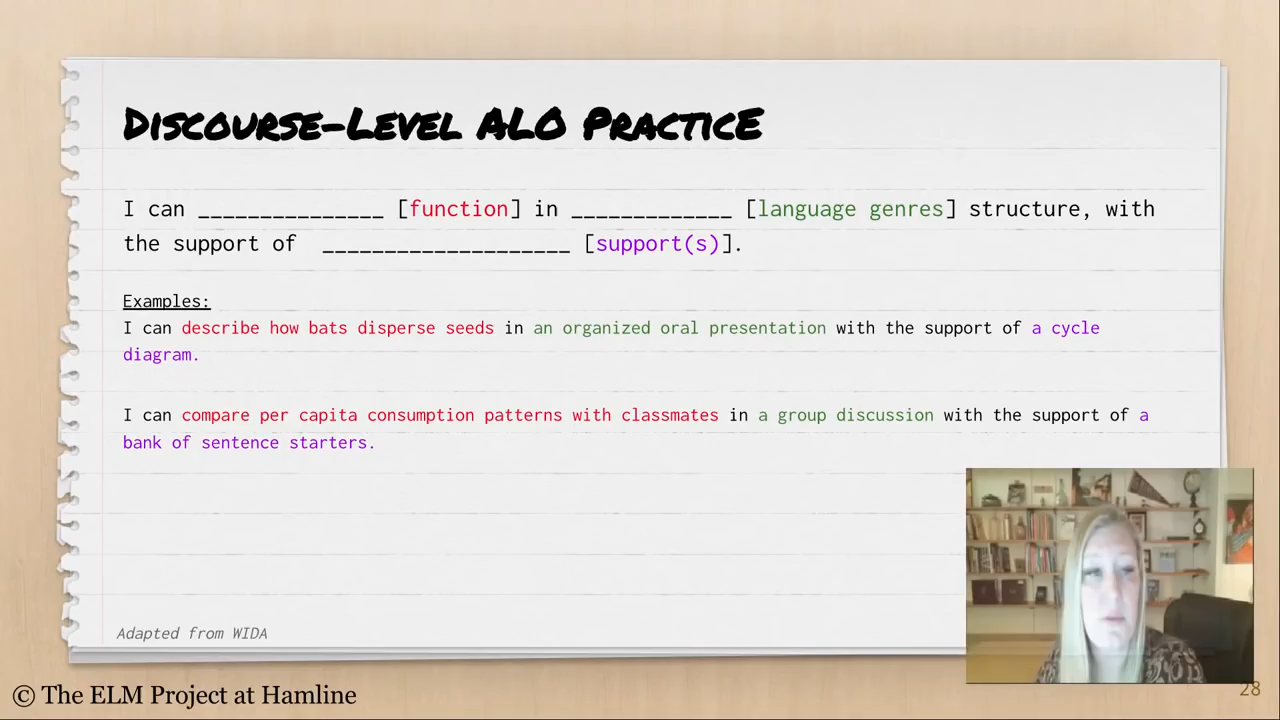 Discourse-Level ALO Practice
I can _______________ [function] in _____________ [language genres] structure, with
the support of ____________________ [support(s)].
Examples:
I can describe how bats disperse seeds in an organized oral presentation with the support of a cycle
diagram.
I can compare per capita consumption patterns with classmates in a group discussion with the support of a
bank of sentence starters.
Adapted from WIDA
© The ELM Project at Hamline
28